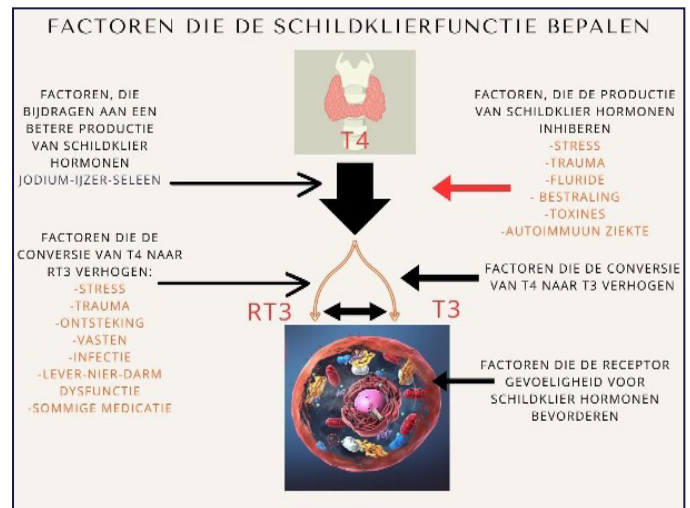 FACTOREN DIE DE SCHILDKLIERFUNCTIE BEPALEN
FACTOREN, DIE
BIJDRAGEN AAN EEN
BETERE PRODUCTIE
VAN SCHILDKLIER
HORMONEN
JODIUM-IJZER-SELEEN
T4
FACTOREN, DIE DE PRODUCTIE
VAN SCHILDKLIER HORMONEN
INHIBEREN
-STRESS
-TRAUMA
-FLURIDE
- BESTRALING
-TOXINES
-AUTOIMMUUN ZIEKTE
FACTOREN DIE DE
CONVERSIE VAN T4 NAAR
RT3 VERHOGEN:
-STRESS
-TRAUMA
-ONTSTEKING
-VASTEN
-INFECTIE
-LEVER-NIER-DARM
DYSFUNCTIE
-SOMMIGE MEDICATIE
RT3
T3
FACTOREN DIE DE CONVERSIE
VAN T4 NAAR T3 VERHOGEN
FACTOREN DIE DE RECEPTOR
GEVOELIGHEID VOOR
SCHILDKLIER HORMONEN
BEVORDEREN